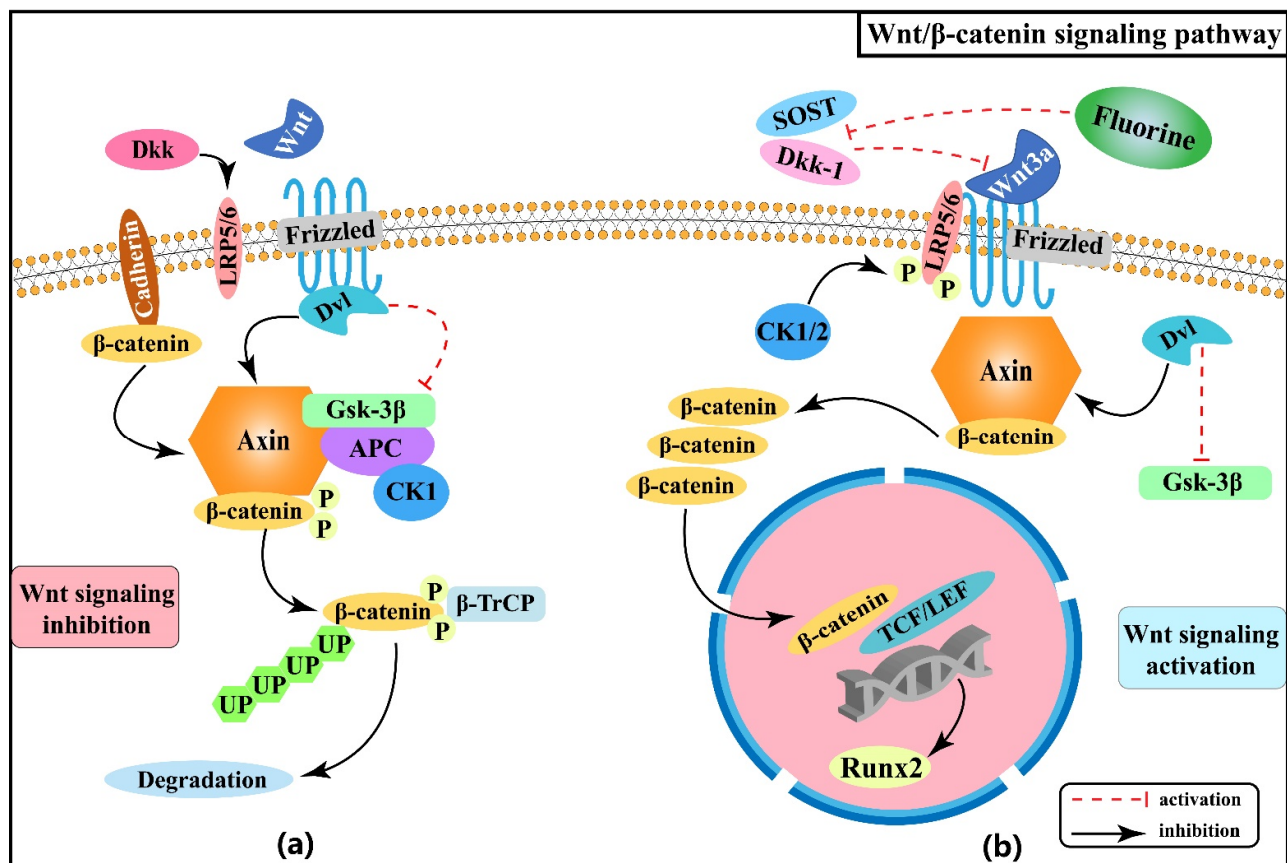 Wnt/β-catenin signaling pathway
Dkk
Wnt
Cadherin
LRP5/6
Frizzled
Dvl
β-catenin
Axin
Gsk-3β
APC
CK1
β-catenin
P
P
Wnt signaling
inhibition
β-catenin
P
P
β-TrCP
UP
UP
UP
UP
Degradation
(a)
SOST
Dkk-1
Fluorine
Wnt3a
LRP5/6
Frizzled
P
P
CK1/2
Axin
Dvl
β-catenin
Gsk-3β
β-catenin
β-catenin
β-catenin
β-catenin
TCF/LEF
Runx2
Wnt signaling
activation
(b)
activation
inhibition